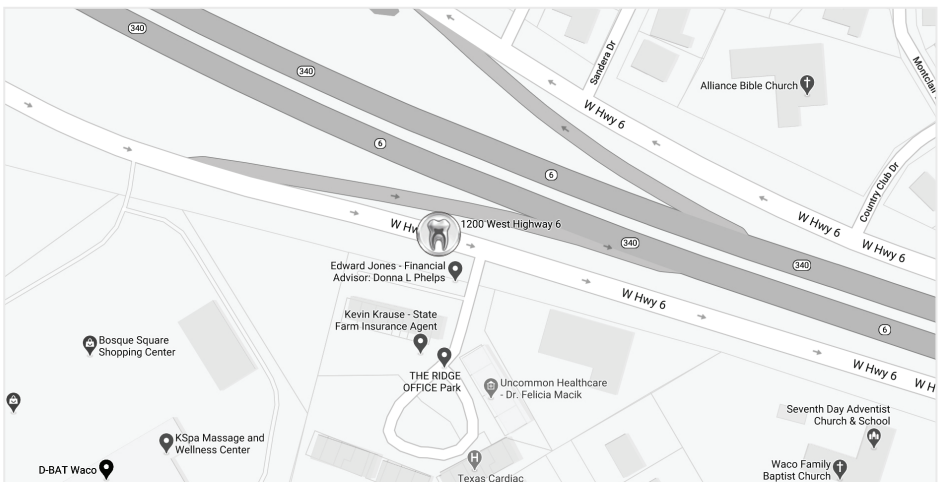 340
340
Sandera Dr
Montclair
Alliance Bible Church
W Hwy 6
6
6
Country Club Dr
W Hwy 6
W Hwy 6
W Hw
1200 West Highway 6
340
340
Edward Jones - Financial
Advisor: Donna L Phelps
W Hwy 6
Kevin Krause - State
Farm Insurance Agent
6
Bosque Square
Shopping Center
THE RIDGE
OFFICE Park
W Hwy 6
W H
Uncommon Healthcare
- Dr. Felicia Macik
Seventh Day Adventist
Church & School
KSpa Massage and
Wellness Center
D-BAT Waco
H
Texas Cardiac
Waco Family
Baptist Church